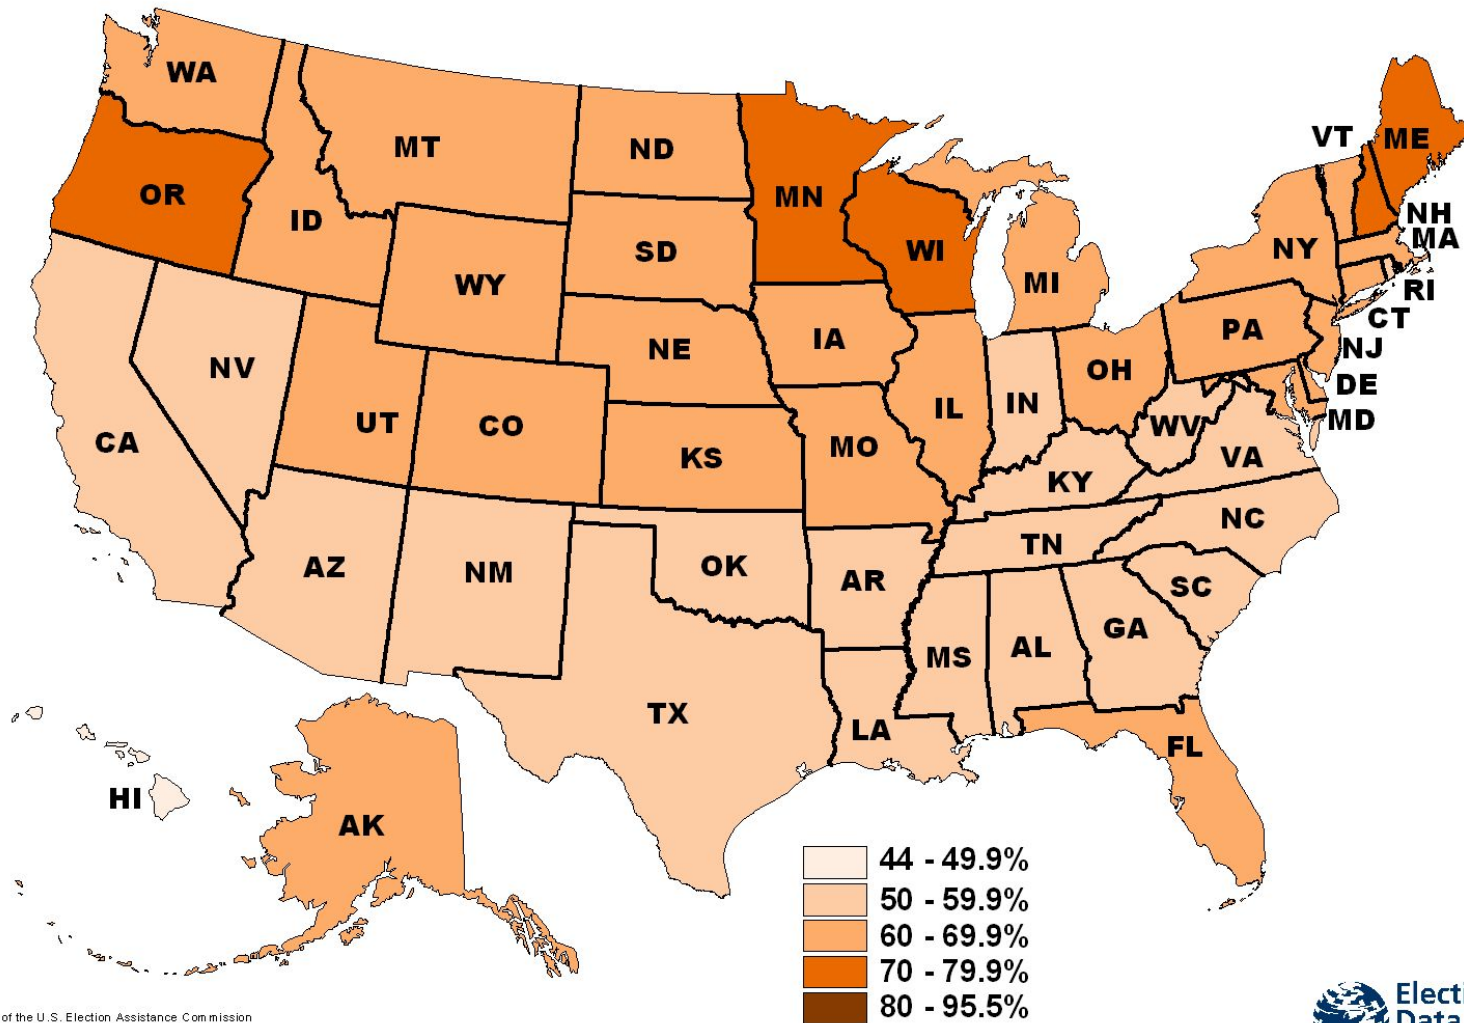 WA
OR
MT
ID
ND
MN
SD
WY
WI
MI
NY
VT
ME
NH
MA
RI
CT
NJ
DE
MD
PA
OH
IN
IL
IA
NE
NV
CA
UT
CO
KS
MO
KY
WV
VA
NC
TN
SC
GA
AL
MS
AR
OK
NM
AZ
TX
LA
FL
HI
AK
44 - 49.9%
50 - 59.9%
60 - 69.9%
70 - 79.9%
80 - 95.5%
of the U.S. Election Assistance Commission
Electi
Data